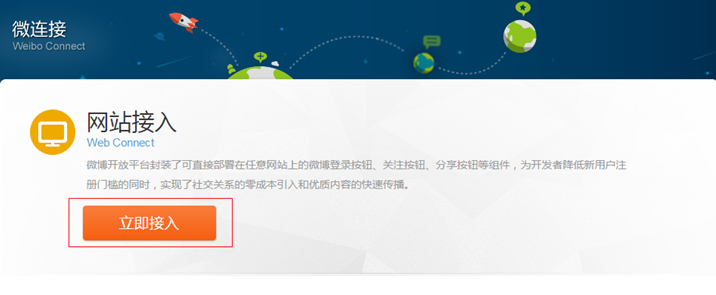 微连接
Weibo Connect
网站接入
Web Connect
微博开放平台封装了可直接部署在任意网站上的微博登录按钮、关注按钮、分享按钮等组件，为开发者降低新用户注
册门槛的同时，实现了社交关系的零成本引入和优质内容的快速传播。
立即接入